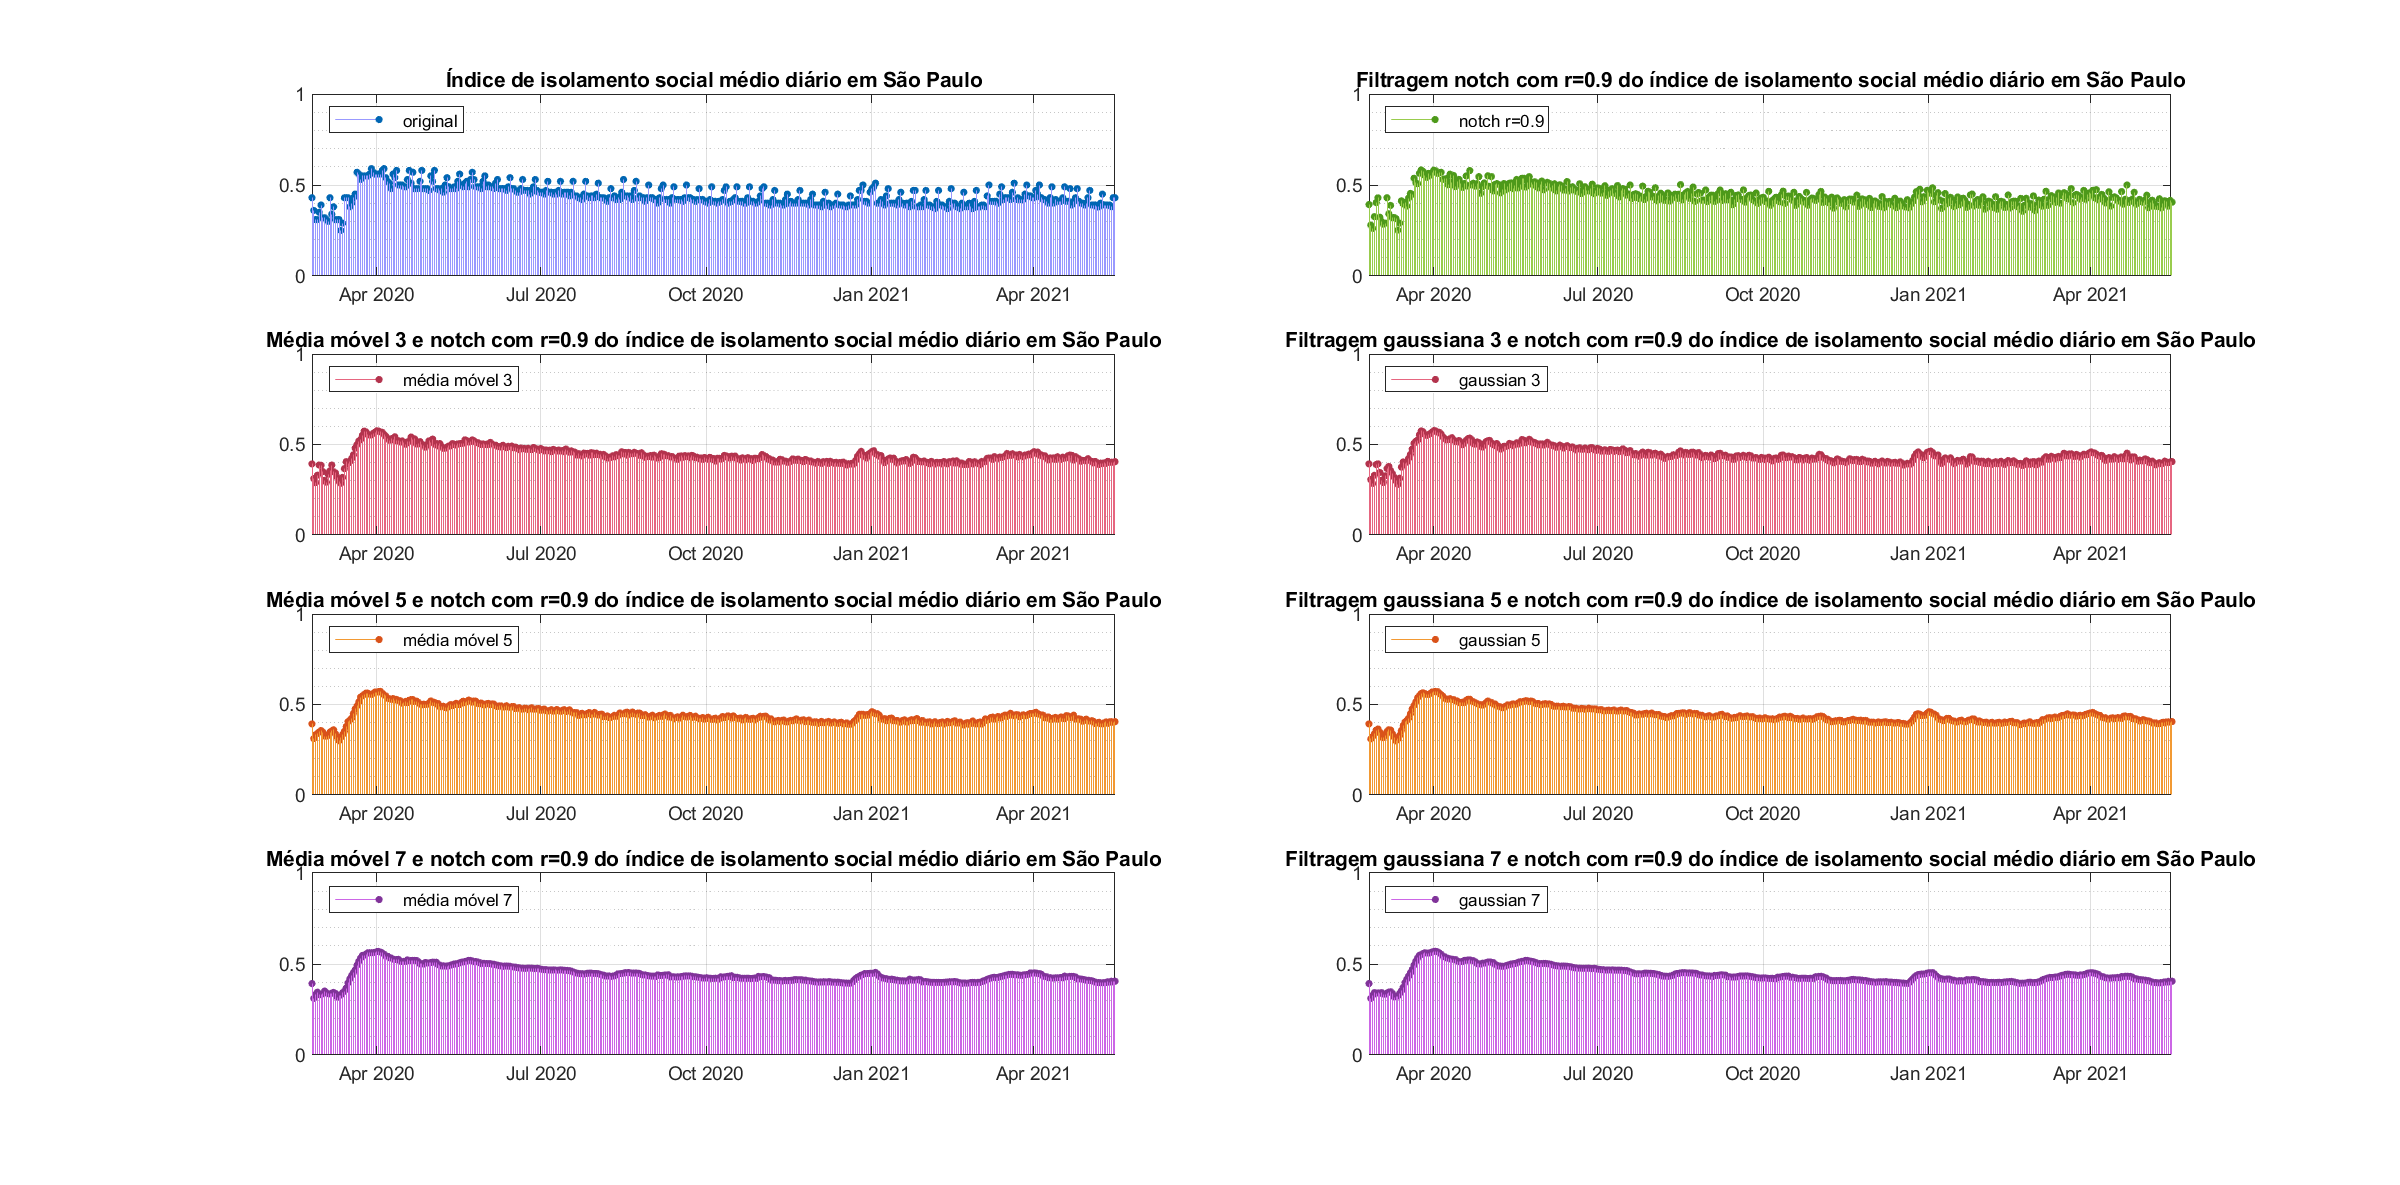 Índice de isolamento social médio diário em São Paulo
1
original
0.5
0
Apr 2020 Jul 2020 Oct 2020 Jan 2021 Apr 2021
Filtragem notch com r=0.9 do índice de isolamento social médio diário em São Paulo
1
notch r=0.9
0.5
0
Apr 2020 Jul 2020 Oct 2020 Jan 2021 Apr 2021
Média móvel 3 e notch com r=0.9 do índice de isolamento social médio diário em São Paulo
1
média móvel 3
0.5
0
Apr 2020 Jul 2020 Oct 2020 Jan 2021 Apr 2021
Filtragem gaussiana 3 e notch com r=0.9 do índice de isolamento social médio diário em São Paulo
1
gaussian 3
0.5
0
Apr 2020 Jul 2020 Oct 2020 Jan 2021 Apr 2021
Média móvel 5 e notch com r=0.9 do índice de isolamento social médio diário em São Paulo
1
média móvel 5
0.5
0
Apr 2020 Jul 2020 Oct 2020 Jan 2021 Apr 2021
Filtragem gaussiana 5 e notch com r=0.9 do índice de isolamento social médio diário em São Paulo
1
gaussian 5
0.5
0
Apr 2020 Jul 2020 Oct 2020 Jan 2021 Apr 2021
Média móvel 7 e notch com r=0.9 do índice de isolamento social médio diário em São Paulo
1
média móvel 7
0.5
0
Apr 2020 Jul 2020 Oct 2020 Jan 2021 Apr 2021
Filtragem gaussiana 7 e notch com r=0.9 do índice de isolamento social médio diário em São Paulo
1
gaussian 7
0.5
0
Apr 2020 Jul 2020 Oct 2020 Jan 2021 Apr 2021